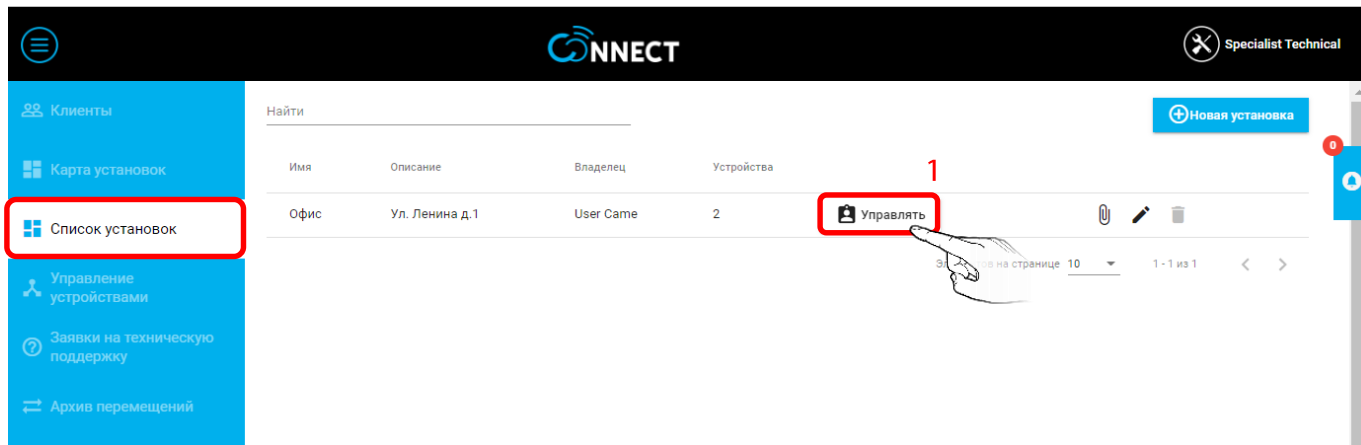 CONNECT
Specialist Technical
Клиенты
Карта установок
Список установок
Управление
устройствами
Заявки на техническую
поддержку
Архив перемещений
Найти
Новая установка
0
Имя Описание Владелец Устройства
1
Офис Ул. Ленина д.1 User Came 2 Управлять
на странице 10 1 - 1 из 1